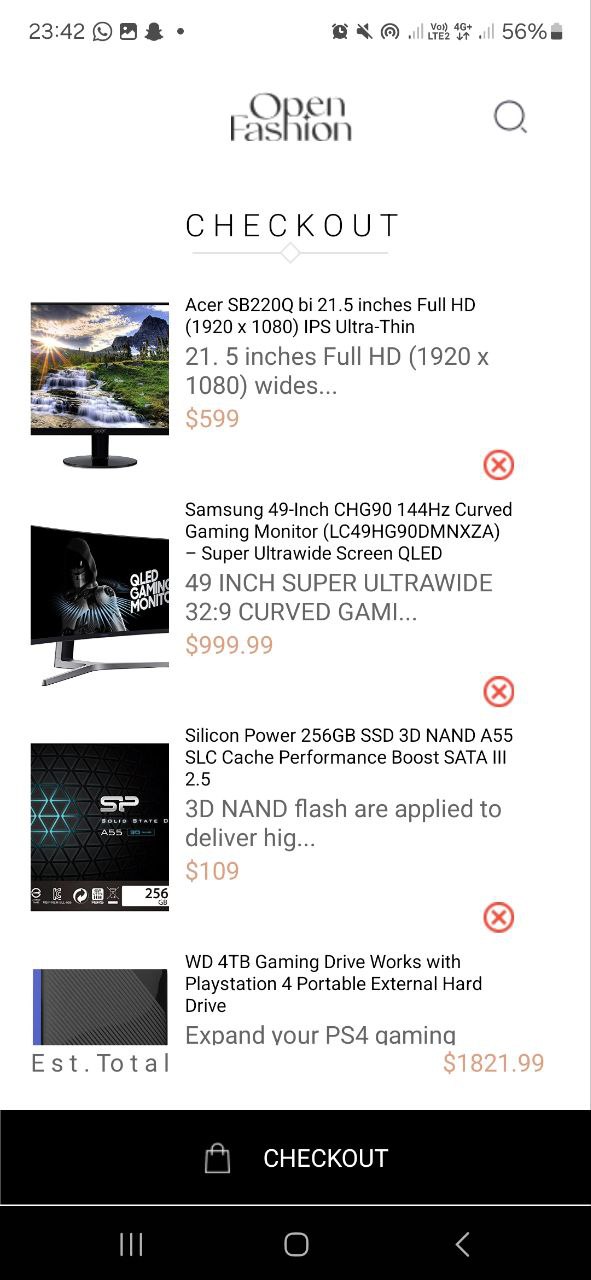 23:42
Vo)) 4G+
LTE2
56%
Open
Fashion
CHECKOUT
Acer SB220Q bi 21.5 inches Full HD
(1920 x 1080) IPS Ultra-Thin
21. 5 inches Full HD (1920 x
1080) wides...
$599
acer
Samsung 49-Inch CHG90 144Hz Curved
Gaming Monitor (LC49HG90DMNXZA)
– Super Ultrawide Screen QLED
QLED
GAMING
MONITO
49 INCH SUPER ULTRAWIDE
32:9 CURVED GAMI...
$999.99
Silicon Power 256GB SSD 3D NAND A55
SLC Cache Performance Boost SATA III
2.5
SP
SOLID STATE D
A55 3D
256
GB
3D NAND flash are applied to
deliver hig...
$109
WD 4TB Gaming Drive Works with
Playstation 4 Portable External Hard
Drive
Expand your PS4 gaming
Est.Total
$1821.99
CHECKOUT